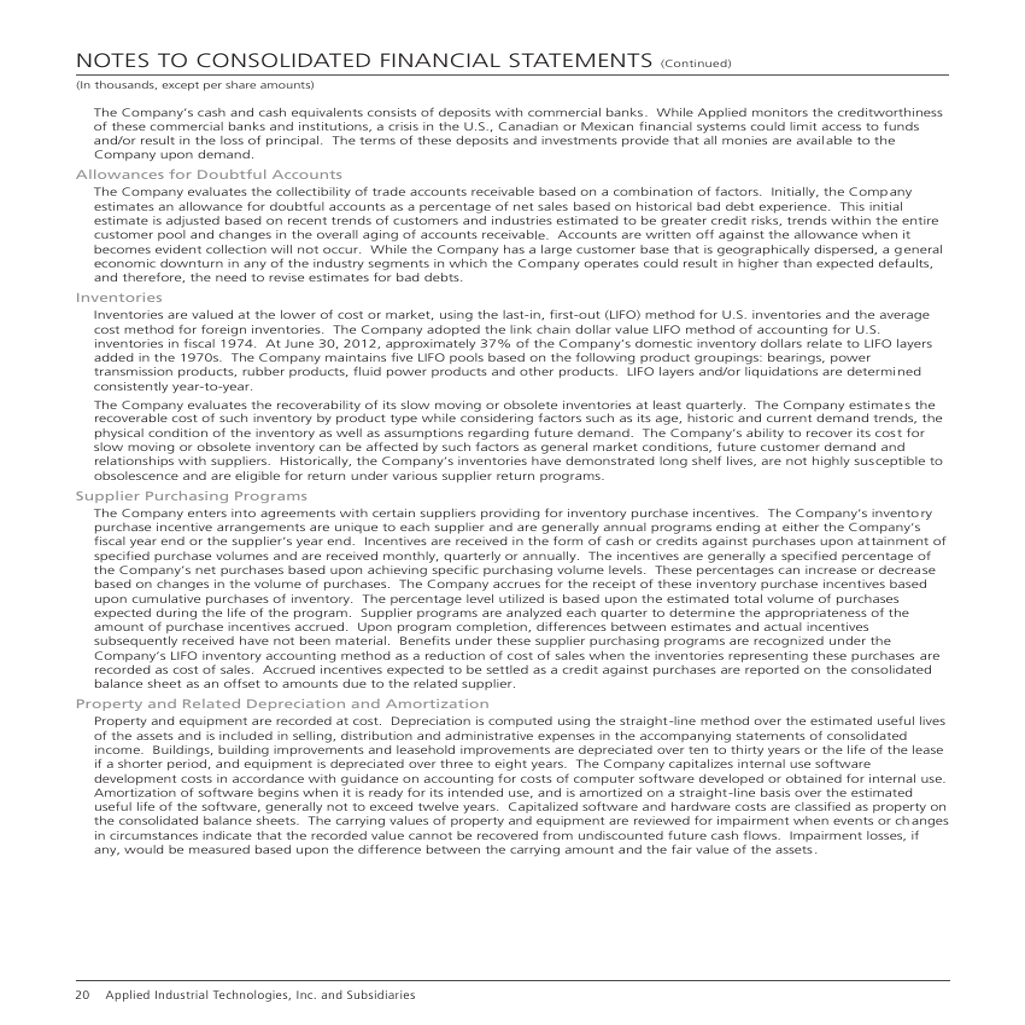 NOTES TO CONSOLIDATED FINANCIAL STATEMENTS (Continued)
(In thousands, except per share amounts)
The Company's cash and cash equivalents consists of deposits with commercial banks. While Applied monitors the creditworthiness
of these commercial banks and institutions, a crisis in the U.S., Canadian or Mexican financial systems could limit access to funds
and/or result in the loss of principal. The terms of these deposits and investments provide that all monies are available to the
Company upon demand.
Allowances for Doubtful Accounts
The Company evaluates the collectibility of trade accounts receivable based on a combination of factors. Initially, the Company
estimates an allowance for doubtful accounts as a percentage of net sales based on historical bad debt experience. This initial
estimate is adjusted based on recent trends of customers and industries estimated to be greater credit risks, trends within the entire
customer pool and changes in the overall aging of accounts receivable. Accounts are written off against the allowance when it
becomes evident collection will not occur. While the Company has a large customer base that is geographically dispersed, a general
economic downturn in any of the industry segments in which the Company operates could result in higher than expected defaults,
and therefore, the need to revise estimates for bad debts.
Inventories
Inventories are valued at the lower of cost or market, using the last-in, first-out (LIFO) method for U.S. inventories and the average
cost method for foreign inventories. The Company adopted the link chain dollar value LIFO method of accounting for U.S.
inventories in fiscal 1974. At June 30, 2012, approximately 37% of the Company's domestic inventory dollars relate to LIFO layers
added in the 1970s. The Company maintains five LIFO pools based on the following product groupings: bearings, power
transmission products, rubber products, fluid power products and other products. LIFO layers and/or liquidations are determined
consistently year-to-year.
The Company evaluates the recoverability of its slow moving or obsolete inventories at least quarterly. The Company estimates the
recoverable cost of such inventory by product type while considering factors such as its age, historic and current demand trends, the
physical condition of the inventory as well as assumptions regarding future demand. The Company's ability to recover its cost for
slow moving or obsolete inventory can be affected by such factors as general market conditions, future customer demand and
relationships with suppliers. Historically, the Company's inventories have demonstrated long shelf lives, are not highly susceptible to
obsolescence and are eligible for return under various supplier return programs.
Supplier Purchasing Programs
The Company enters into agreements with certain suppliers providing for inventory purchase incentives. The Company's inventory
purchase incentive arrangements are unique to each supplier and are generally annual programs ending at either the Company's
fiscal year end or the supplier's year end. Incentives are received in the form of cash or credits against purchases upon attainment of
specified purchase volumes and are received monthly, quarterly or annually. The incentives are generally a specified percentage of
the Company's net purchases based upon achieving specific purchasing volume levels. These percentages can increase or decrease
based on changes in the volume of purchases. The Company accrues for the receipt of these inventory purchase incentives based
upon cumulative purchases of inventory. The percentage level utilized is based upon the estimated total volume of purchases
expected during the life of the program. Supplier programs are analyzed each quarter to determine the appropriateness of the
amount of purchase incentives accrued. Upon program completion, differences between estimates and actual incentives
subsequently received have not been material. Benefits under these supplier purchasing programs are recognized under the
Company's LIFO inventory accounting method as a reduction of cost of sales when the inventories representing these purchases are
recorded as cost of sales. Accrued incentives expected to be settled as a credit against purchases are reported on the consolidated
balance sheet as an offset to amounts due to the related supplier.
Property and Related Depreciation and Amortization
Property and equipment are recorded at cost. Depreciation is computed using the straight-line method over the estimated useful lives
of the assets and is included in selling, distribution and administrative expenses in the accompanying statements of consolidated
income. Buildings, building improvements and leasehold improvements are depreciated over ten to thirty years or the life of the lease
if a shorter period, and equipment is depreciated over three to eight years. The Company capitalizes internal use software
development costs in accordance with guidance on accounting for costs of computer software developed or obtained for internal use.
Amortization of software begins when it is ready for its intended use, and is amortized on a straight-line basis over the estimated
useful life of the software, generally not to exceed twelve years. Capitalized software and hardware costs are classified as property on
the consolidated balance sheets. The carrying values of property and equipment are reviewed for impairment when events or changes
in circumstances indicate that the recorded value cannot be recovered from undiscounted future cash flows. Impairment losses, if
any, would be measured based upon the difference between the carrying amount and the fair value of the assets.
20 Applied Industrial Technologies, Inc. and Subsidiaries